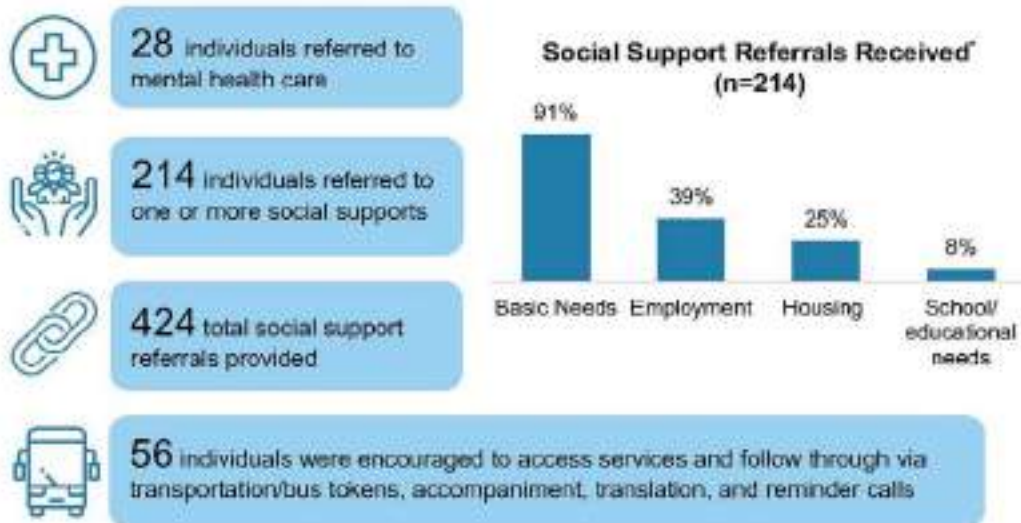 28 individuals referred to
mental health care
214 individuals referred to
one or more social supports
424 total social support
referrals provided
56 individuals were encouraged to access services and follow through via
transportation/bus tokens, accompaniment, translation, and reminder calls
Social Support Referrals Received*
(n=214)
91%
39%
25%
8%
Basic Needs
Employment
Housing
School/
educational
needs